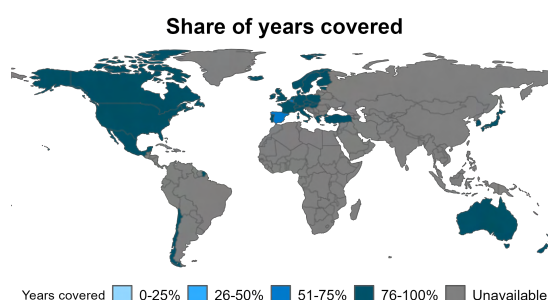 Share of years covered
Years covered 0-25% 26-50% 51-75% 76-100% Unavailable